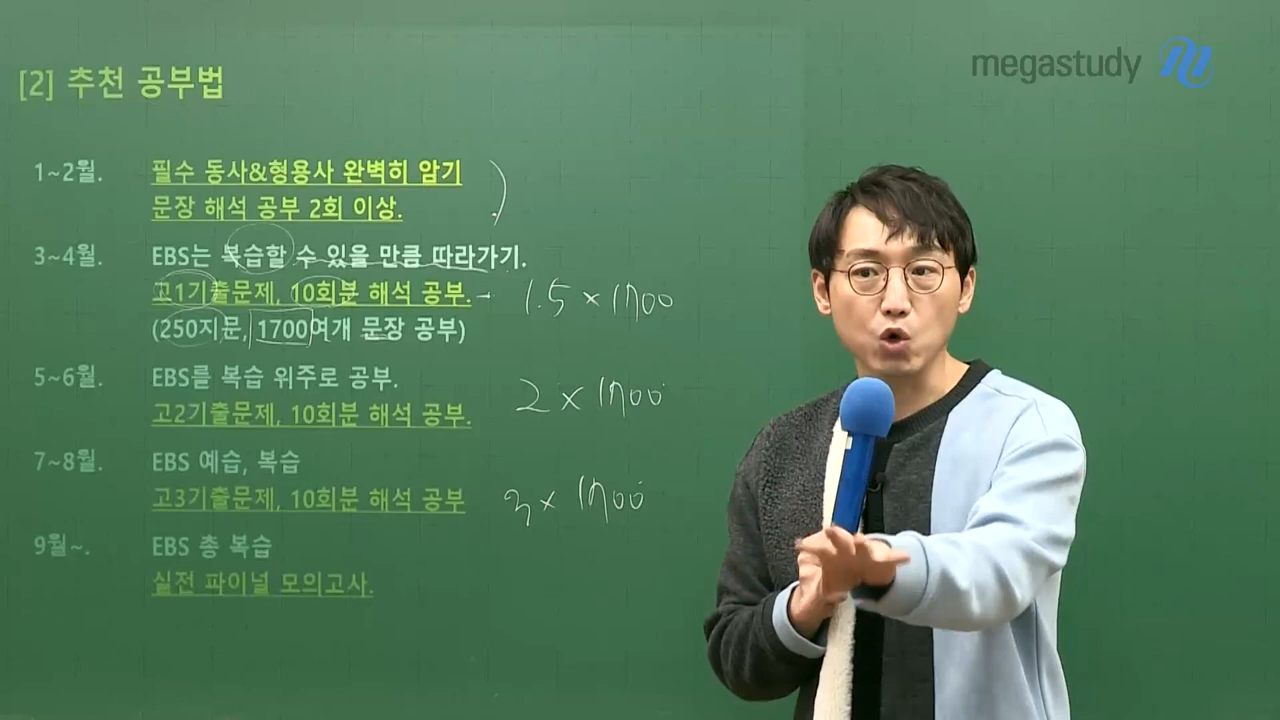 megastudy
[2] 추천 공부법
1~2월. 필수 동사&형용사 완벽히 암기
문장 해석 공부 2회 이상.
3~4월. EBS는 복습할 수 있을 만큼 따라가기.
고1기출문제, 10회분 해석 공부. 1.5 × 1700
(250지문, 1700여개 문장 공부)
5~6월. EBS를 복습 위주로 공부.
고2기출문제, 10회분 해석 공부. 2 × 1700
7~8월. EBS 예습, 복습
고3기출문제, 10회분 해석 공부 3 × 1700
9월~. EBS 총 복습
실전 파이널 모의고사.